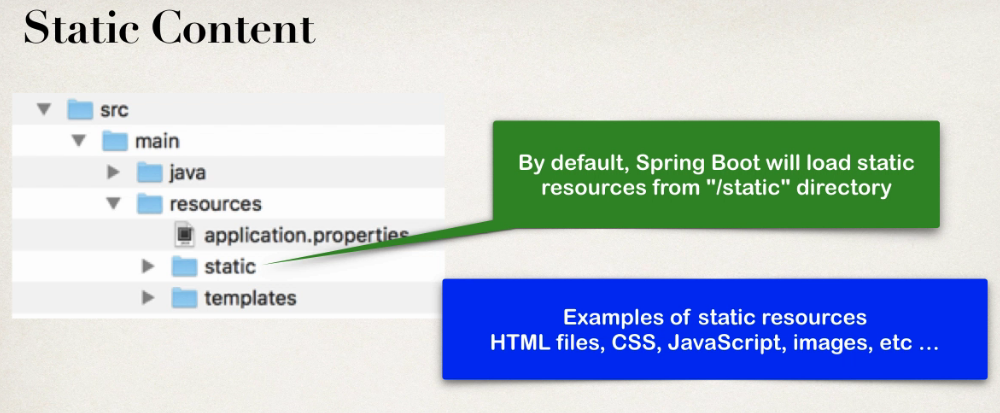 Static Content
src
main
java
resources
application.properties
static
templates
By default, Spring Boot will load static
resources from "/static" directory
Examples of static resources
HTML files, CSS, JavaScript, images, etc ...